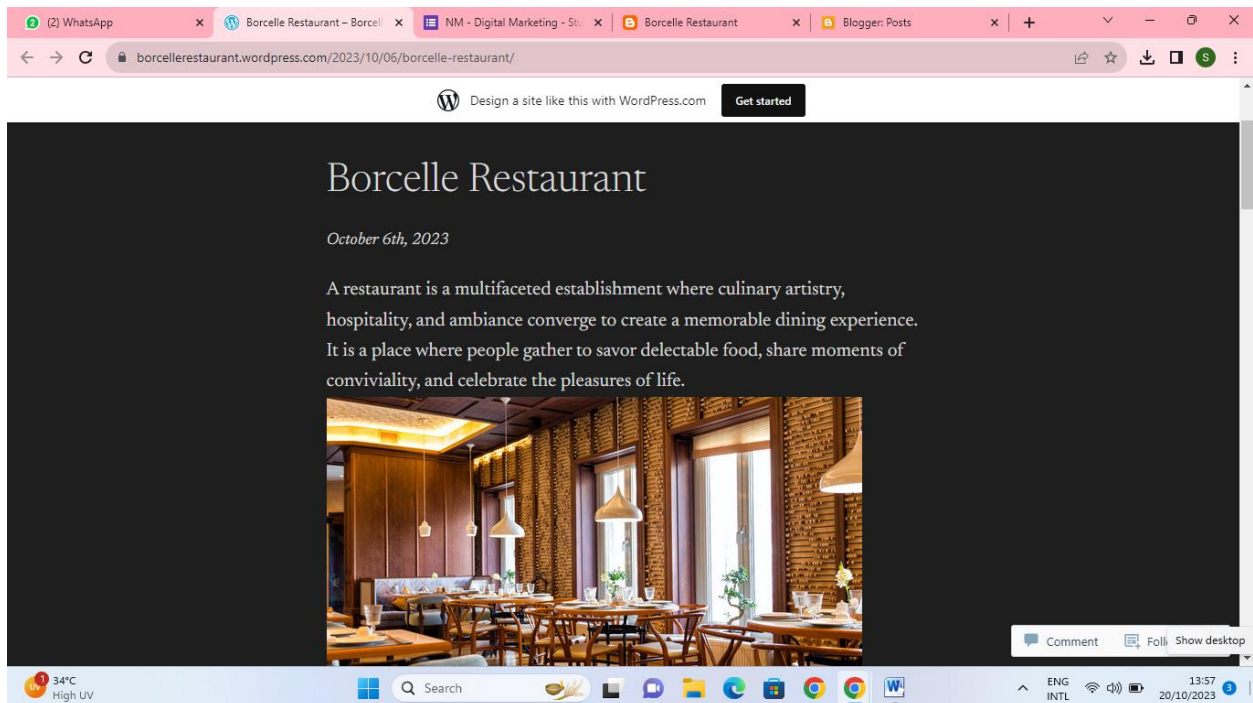 (2) WhatsApp
Borcelle Restaurant – Borcell
NM - Digital Marketing - Stu
Borcelle Restaurant
Blogger: Posts
borcellerestaurant.wordpress.com/2023/10/06/borcelle-restaurant/
S
Design a site like this with WordPress.com
Get started
Borcelle Restaurant
October 6th, 2023
A restaurant is a multifaceted establishment where culinary artistry,
hospitality, and ambiance converge to create a memorable dining experience.
It is a place where people gather to savor delectable food, share moments of
conviviality, and celebrate the pleasures of life.
Comment
Foll
Show desktop
1
UV
34°C
High UV
Search
W
ENG
INTL
13:57
20/10/2023
3